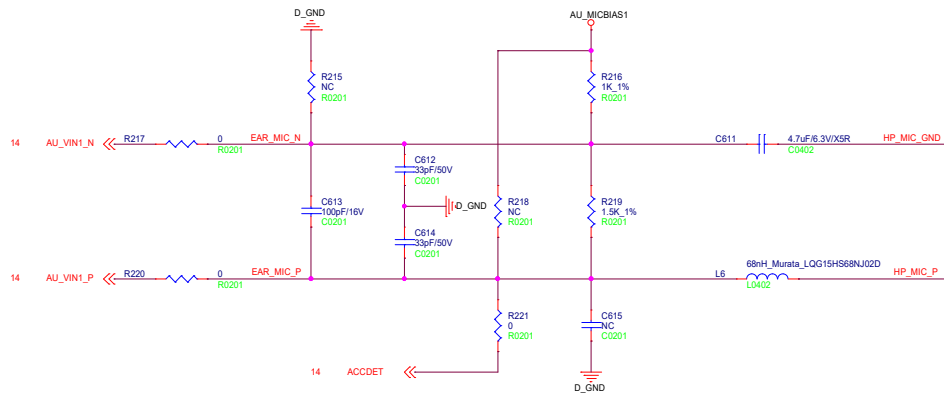 D_GND
AU_MICBIAS1
R215
NC
R0201
R216
1K_1%
R0201
14 AU_VIN1_N R217 0 EAR_MIC_N
R0201
C611 4.7uF/6.3V/X5R HP_MIC_GND
C0402
C612
33pF/50V
C0201
C613
100pF/16V
C0201
D_GND
R218
NC
R0201
R219
1.5K_1%
R0201
C614
33pF/50V
C0201
14 AU_VIN1_P R220 0 EAR_MIC_P
R0201
68nH_Murata_LQG15HS68NJ02D
L6 HP_MIC_P
L0402
R221
0
R0201
C615
NC
C0201
14 ACCDET
D_GND